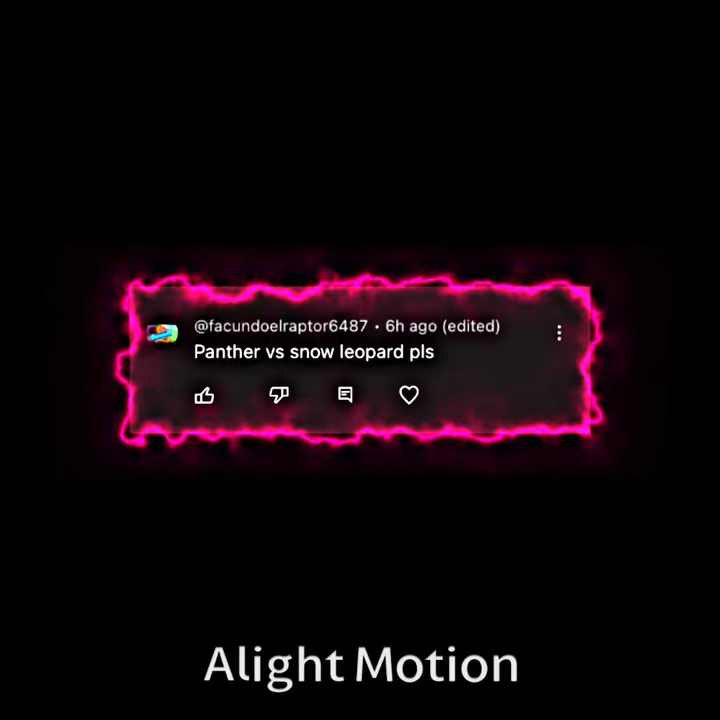 @facundoelraptor6487 • 6h ago (edited)
Panther vs snow leopard pls
Alight Motion